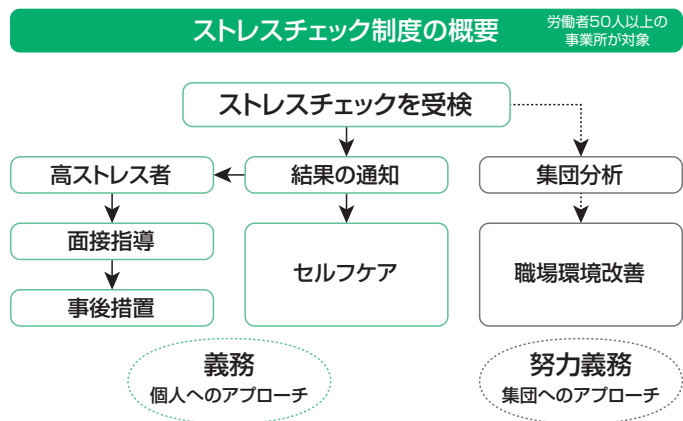 ストレスチェック制度の概要
労働者50人以上の
事業所が対象
ストレスチェックを受検
高ストレス者
結果の通知
集団分析
面接指導
セルフケア
職場環境改善
事後措置
義務
個人へのアプローチ
努力義務
集団へのアプローチ